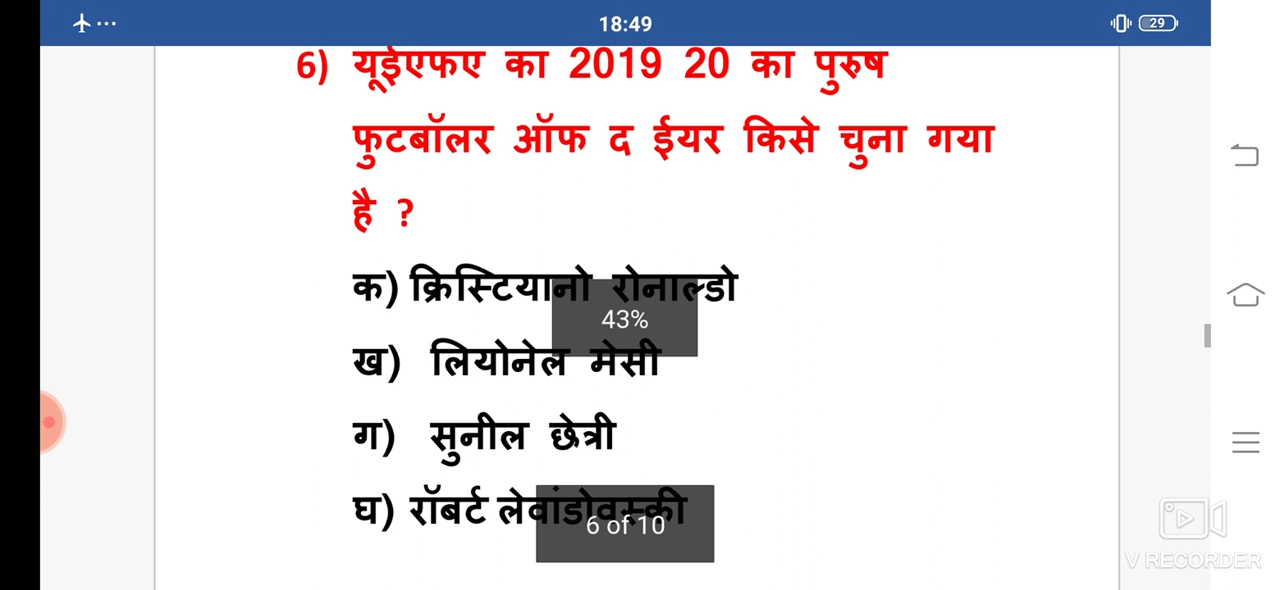 18:49
29
6) यूईएफए का 2019 20 का पुरुष
फुटबॉलर ऑफ द ईयर किसे चुना गया
है ?
क) क्रिस्टियानो रोनाल्डो
43%
ख) लियोनेल मेसी
ग) सुनील छेत्री
घ) रॉबर्ट लेवांडोवस्की
6 of 10
V RECORDER